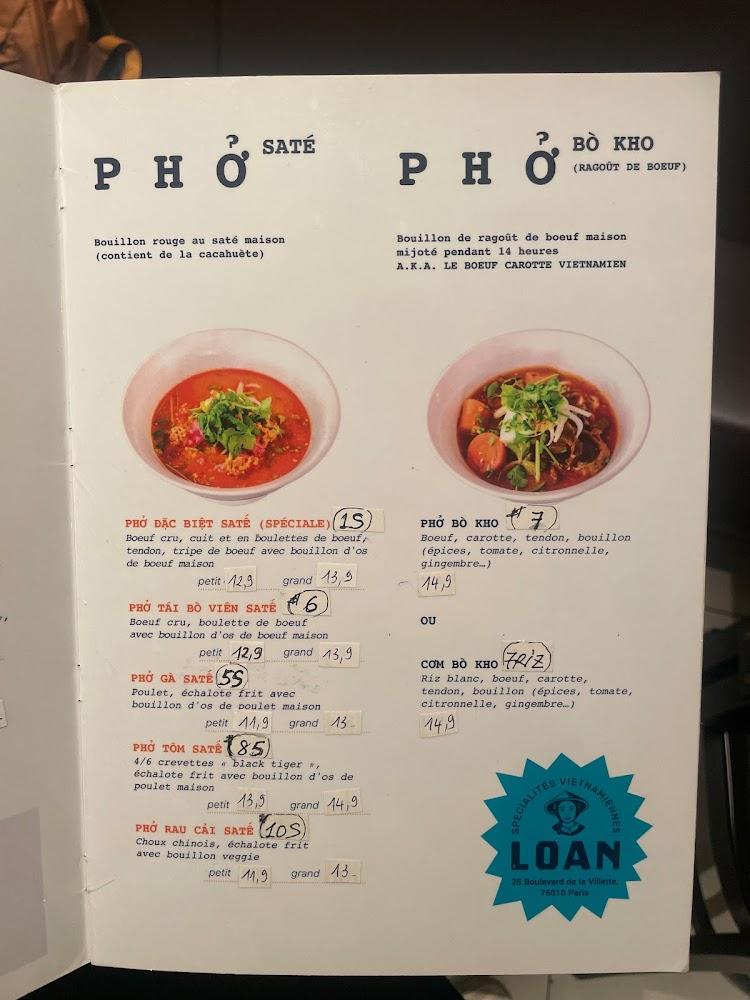 PHỞ SATÉ
Bouillon rouge au saté maison
(contient de la cacahuète)
PHỞ ĐẶC BIỆT SATÉ (SPÉCIALE) 1S
Boeuf cru, cuit et en boulettes de boeuf,
tendon, tripe de boeuf avec bouillon d'os
de boeuf maison
petit 12,9 grand 13,9
PHỞ TÁI BÒ VIÊN SATÉ 6
Boeuf cru, boulette de boeuf
avec bouillon d'os de boeuf maison
petit 12,9 grand 13,9
PHỞ GÀ SATÉ 5S
Poulet, échalote frit avec
bouillon d'os de poulet maison
petit 11,9 grand 13-
PHỞ TÔM SATÉ 8S
4/6 crevettes « black tiger »,
échalote frit avec bouillon d'os de
poulet maison
petit 13,9 grand 14,9
PHỞ RAU CẢI SATÉ 10S
Choux chinois, échalote frit
avec bouillon veggie
petit 11,9 grand 13-
PHỞ BÒ KHO
(RAGOÛT DE BOEUF)
Bouillon de ragoût de boeuf maison
mijoté pendant 14 heures
A.K.A. LE BOEUF CAROTTE VIETNAMIEN
PHỞ BÒ KHO 7
Boeuf, carotte, tendon, bouillon
(épices, tomate, citronnelle,
gingembre…)
14,9
OU
CƠM BÒ KHO 7RIZ
Riz blanc, boeuf, carotte,
tendon, bouillon (épices, tomate,
citronnelle, gingembre…)
14,9
SPÉCIALITÉS VIETNAMIENNES
LOAN
25 Boulevard de la Villette,
75010 Paris